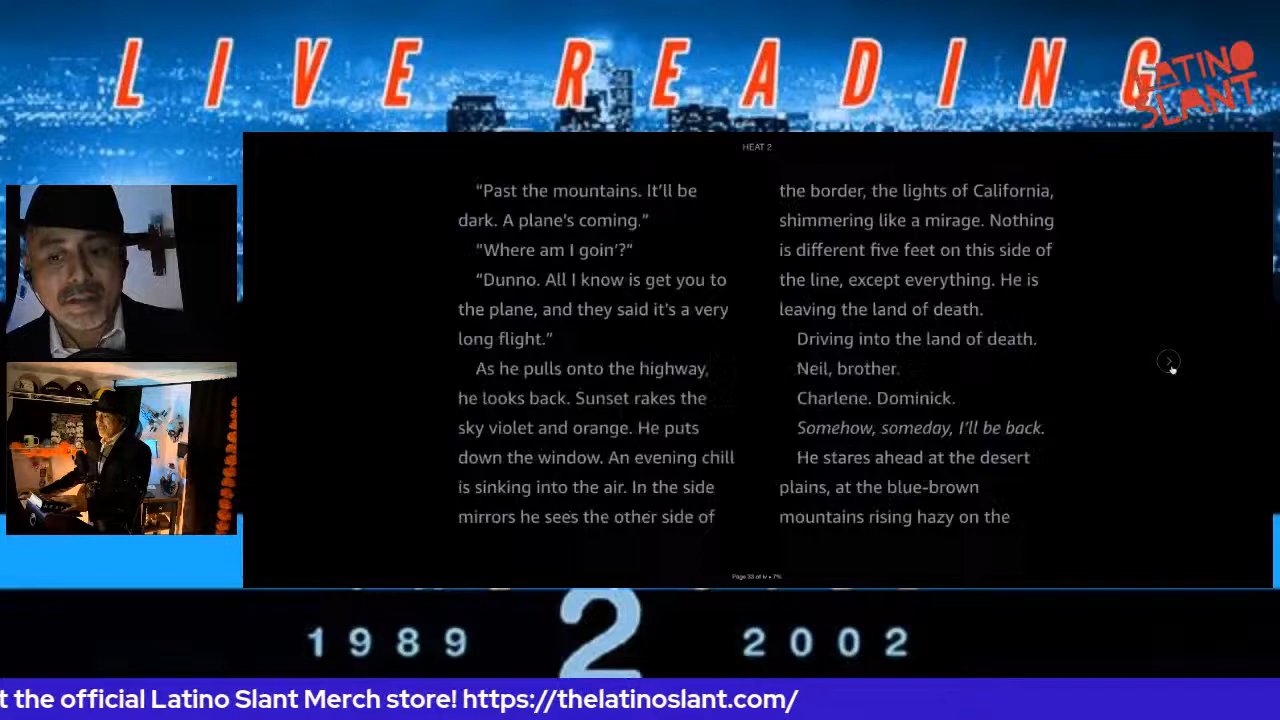 LIVE READING
LATINO
SLANT
HEAT 2
“Past the mountains. It’ll be
dark. A plane’s coming.”
“Where am I goin’?”
“Dunno. All I know is get you to
the plane, and they said it’s a very
long flight.”
As he pulls onto the highway,
he looks back. Sunset rakes the
sky violet and orange. He puts
down the window. An evening chill
is sinking into the air. In the side
mirrors he sees the other side of
the border, the lights of California,
shimmering like a mirage. Nothing
is different five feet on this side of
the line, except everything. He is
leaving the land of death.
Driving into the land of death.
Neil, brother.
Charlene. Dominick.
Somehow, someday, I’ll be back.
He stares ahead at the desert
plains, at the blue-brown
mountains rising hazy on the
Page 33 of iv • 7%
1989 2 2002
t the official Latino Slant Merch store! https://thelatinoslant.com/